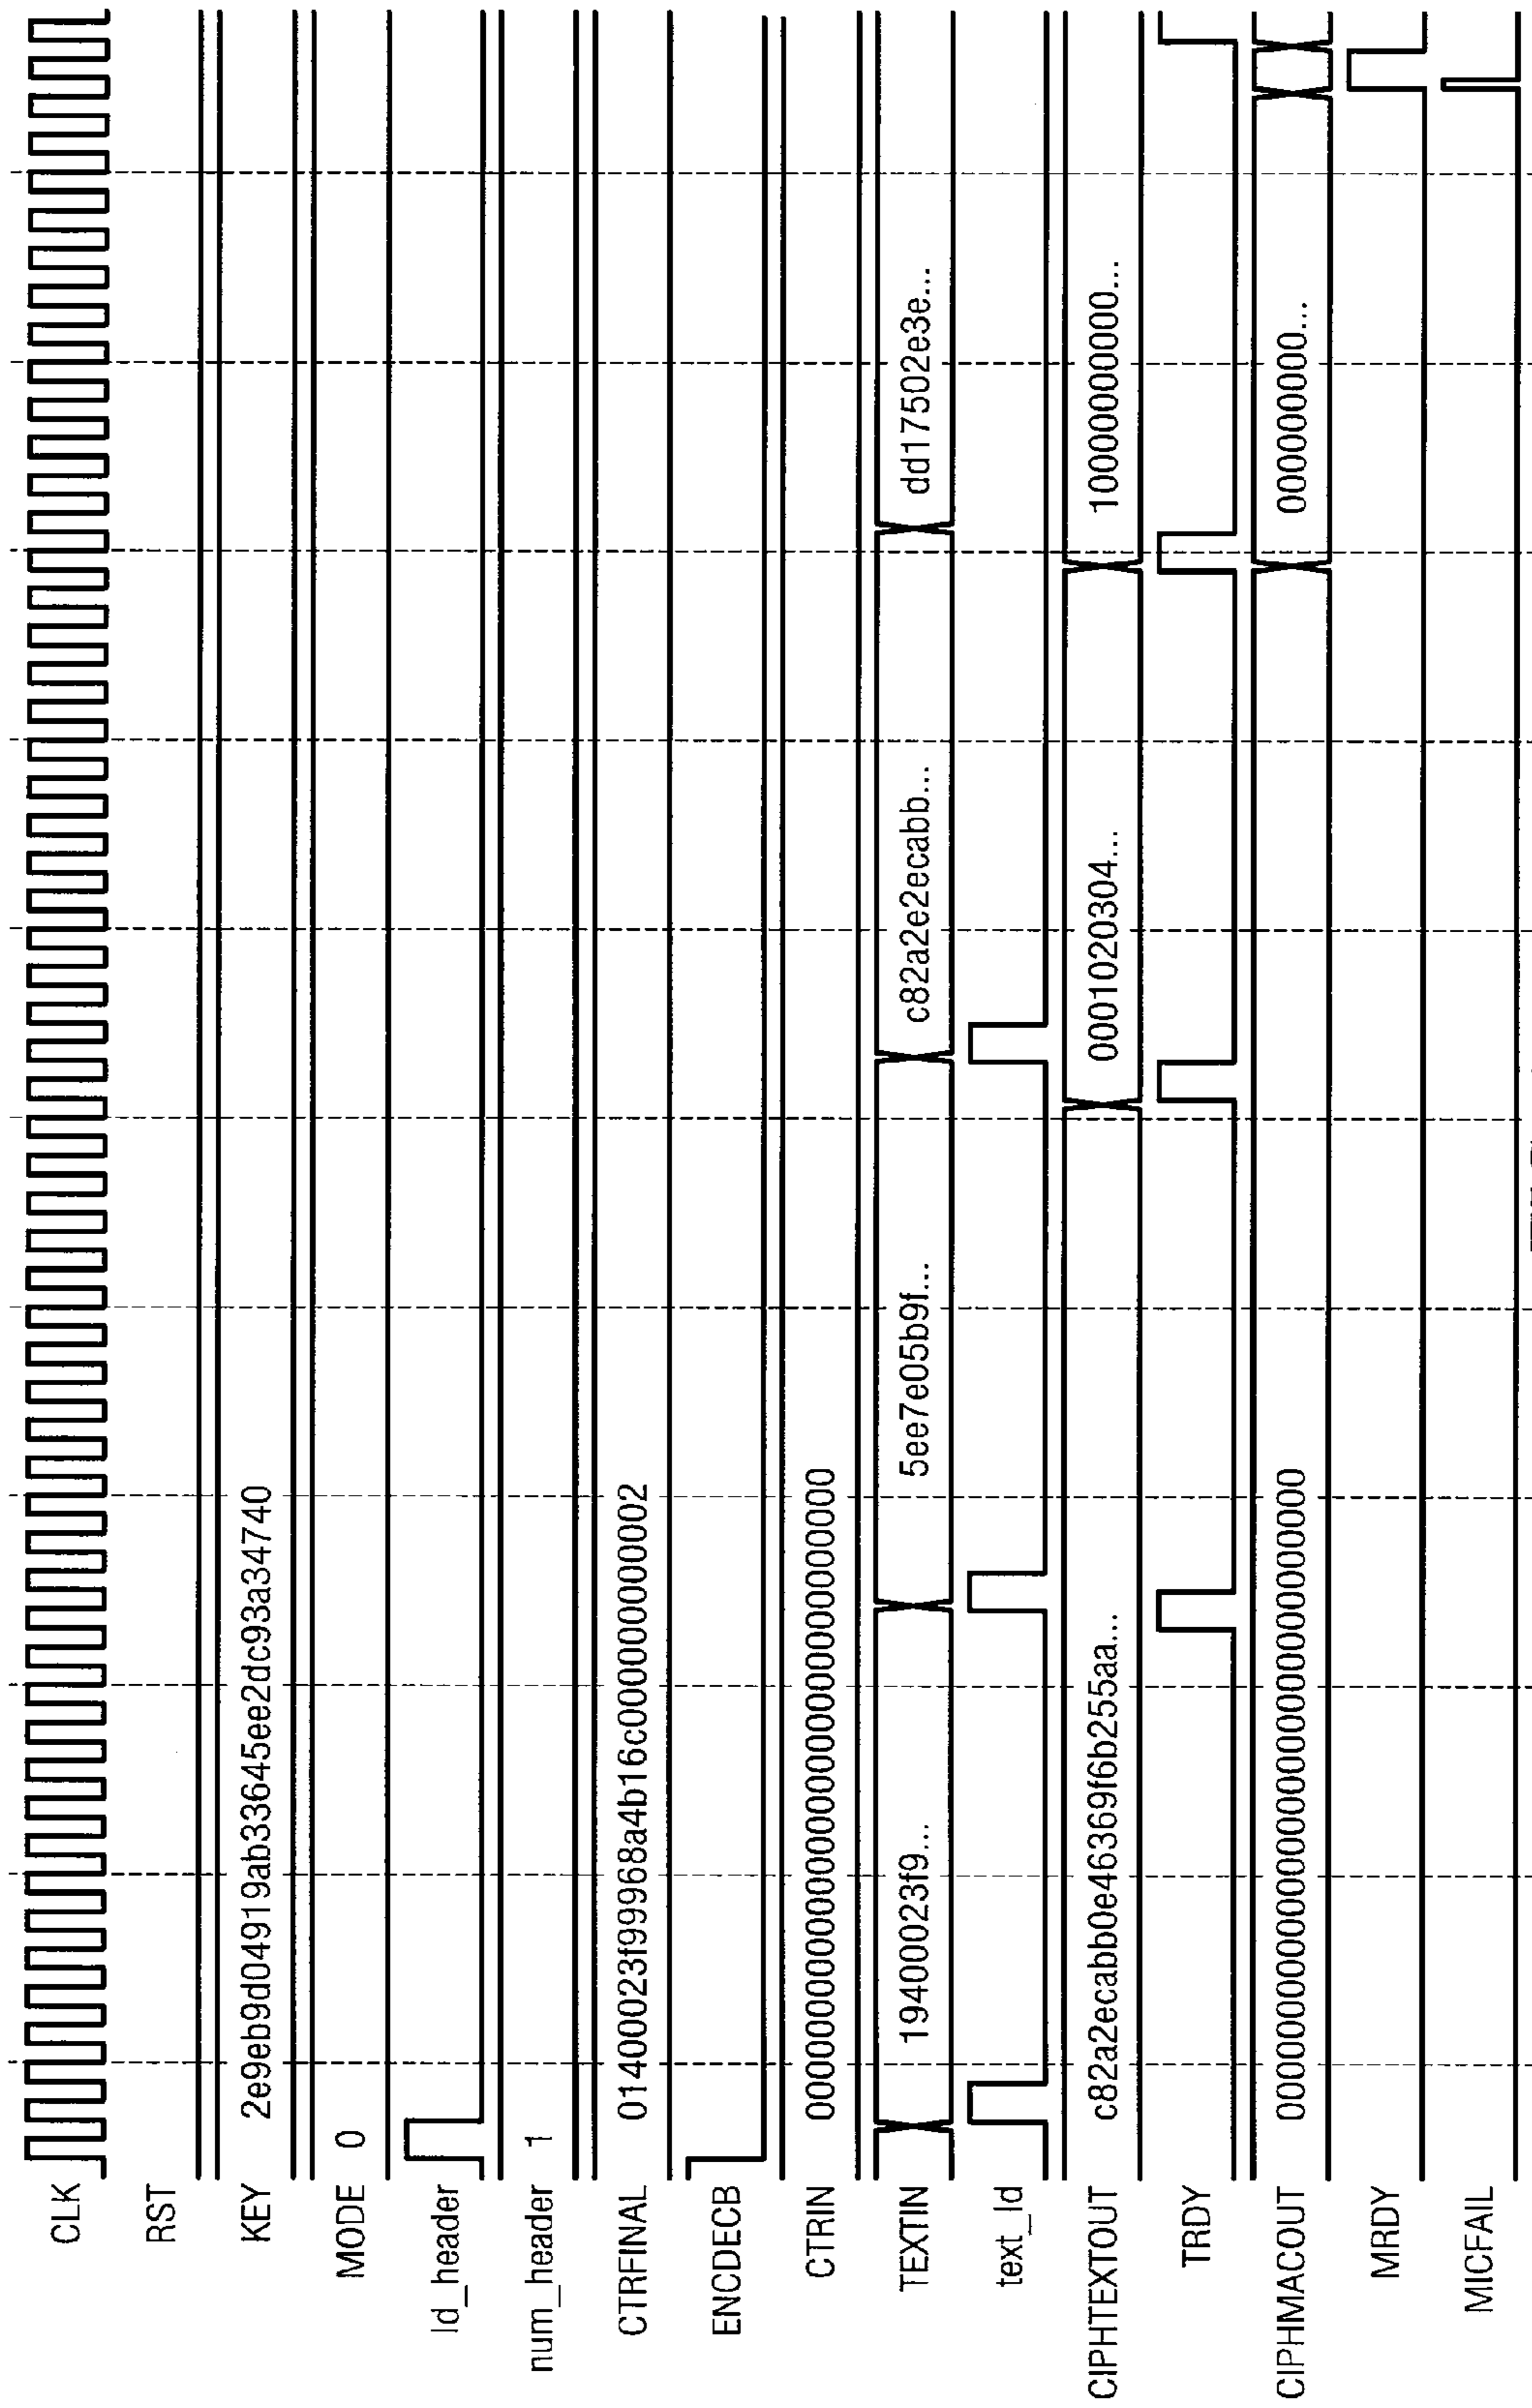 CLK
RST
KEY 2e9eb9d04919ab33645ee2dc93a34740
MODE 0
ld_header
num_header 1
CTRFINAL 01400023f99968a4b16c000000000002
ENCDECB
CTRIN 00000000000000000000000000000000
TEXTIN 19400023f9... 5ee7e05b9f... c82a2e2ecabb... dd17502e3e...
text_ld
CIPHTEXTOUT c82a2ecabb0e46369f6b255aa... 0001020304... 10000000000...
TRDY
CIPHMACOUT 00000000000000000000000000000000 000000000...
MRDY
MICFAIL